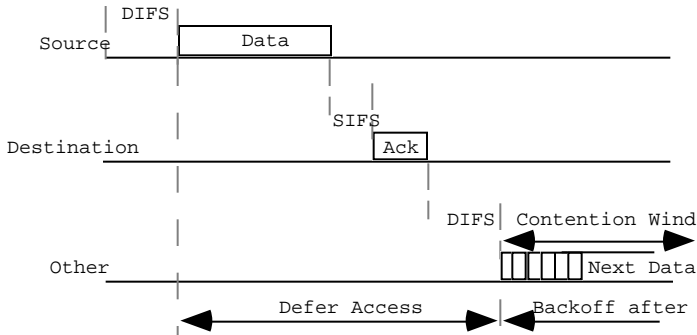 DIFS
Source
Data
SIFS
Destination
Ack
DIFS
Contention Wind
Other
Next Data
Defer Access
Backoff after